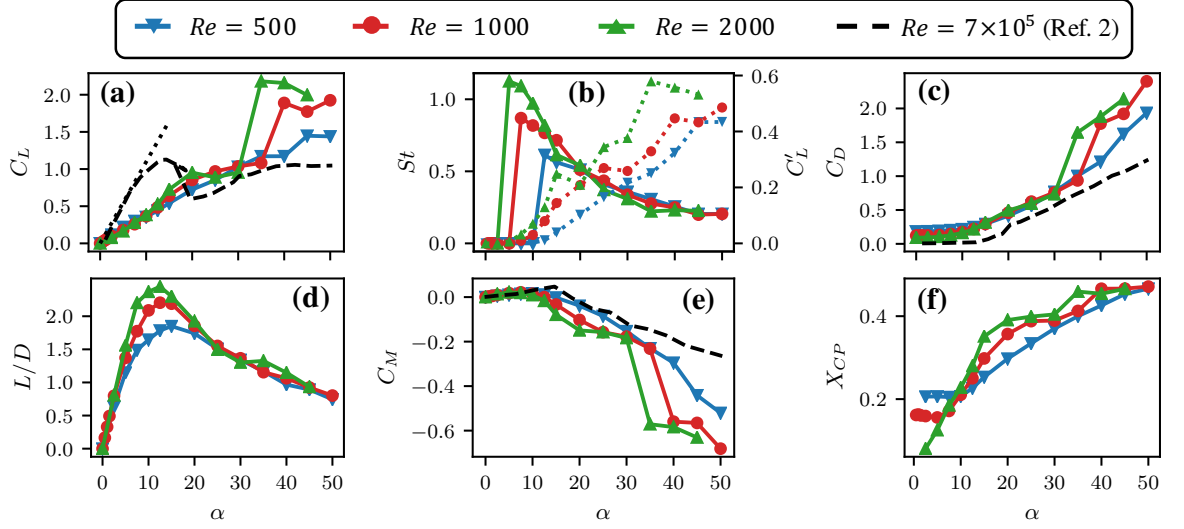 Re = 500 Re = 1000 Re = 2000 Re = 7×10⁵ (Ref. 2)
(a) (b) (c)
2.0 1.5 1.0 0.5 0.0
C_L
1.0 0.5 0.0
St
0.6 0.4 0.2 0.0
C'_L
2.0 1.5 1.0 0.5 0.0
C_D
(d) (e) (f)
2.0 1.5 1.0 0.5 0.0
L/D
0.0 −0.2 −0.4 −0.6
C_M
0.4 0.2
X_CP
0 10 20 30 40 50
α
0 10 20 30 40 50
α
0 10 20 30 40 50
α